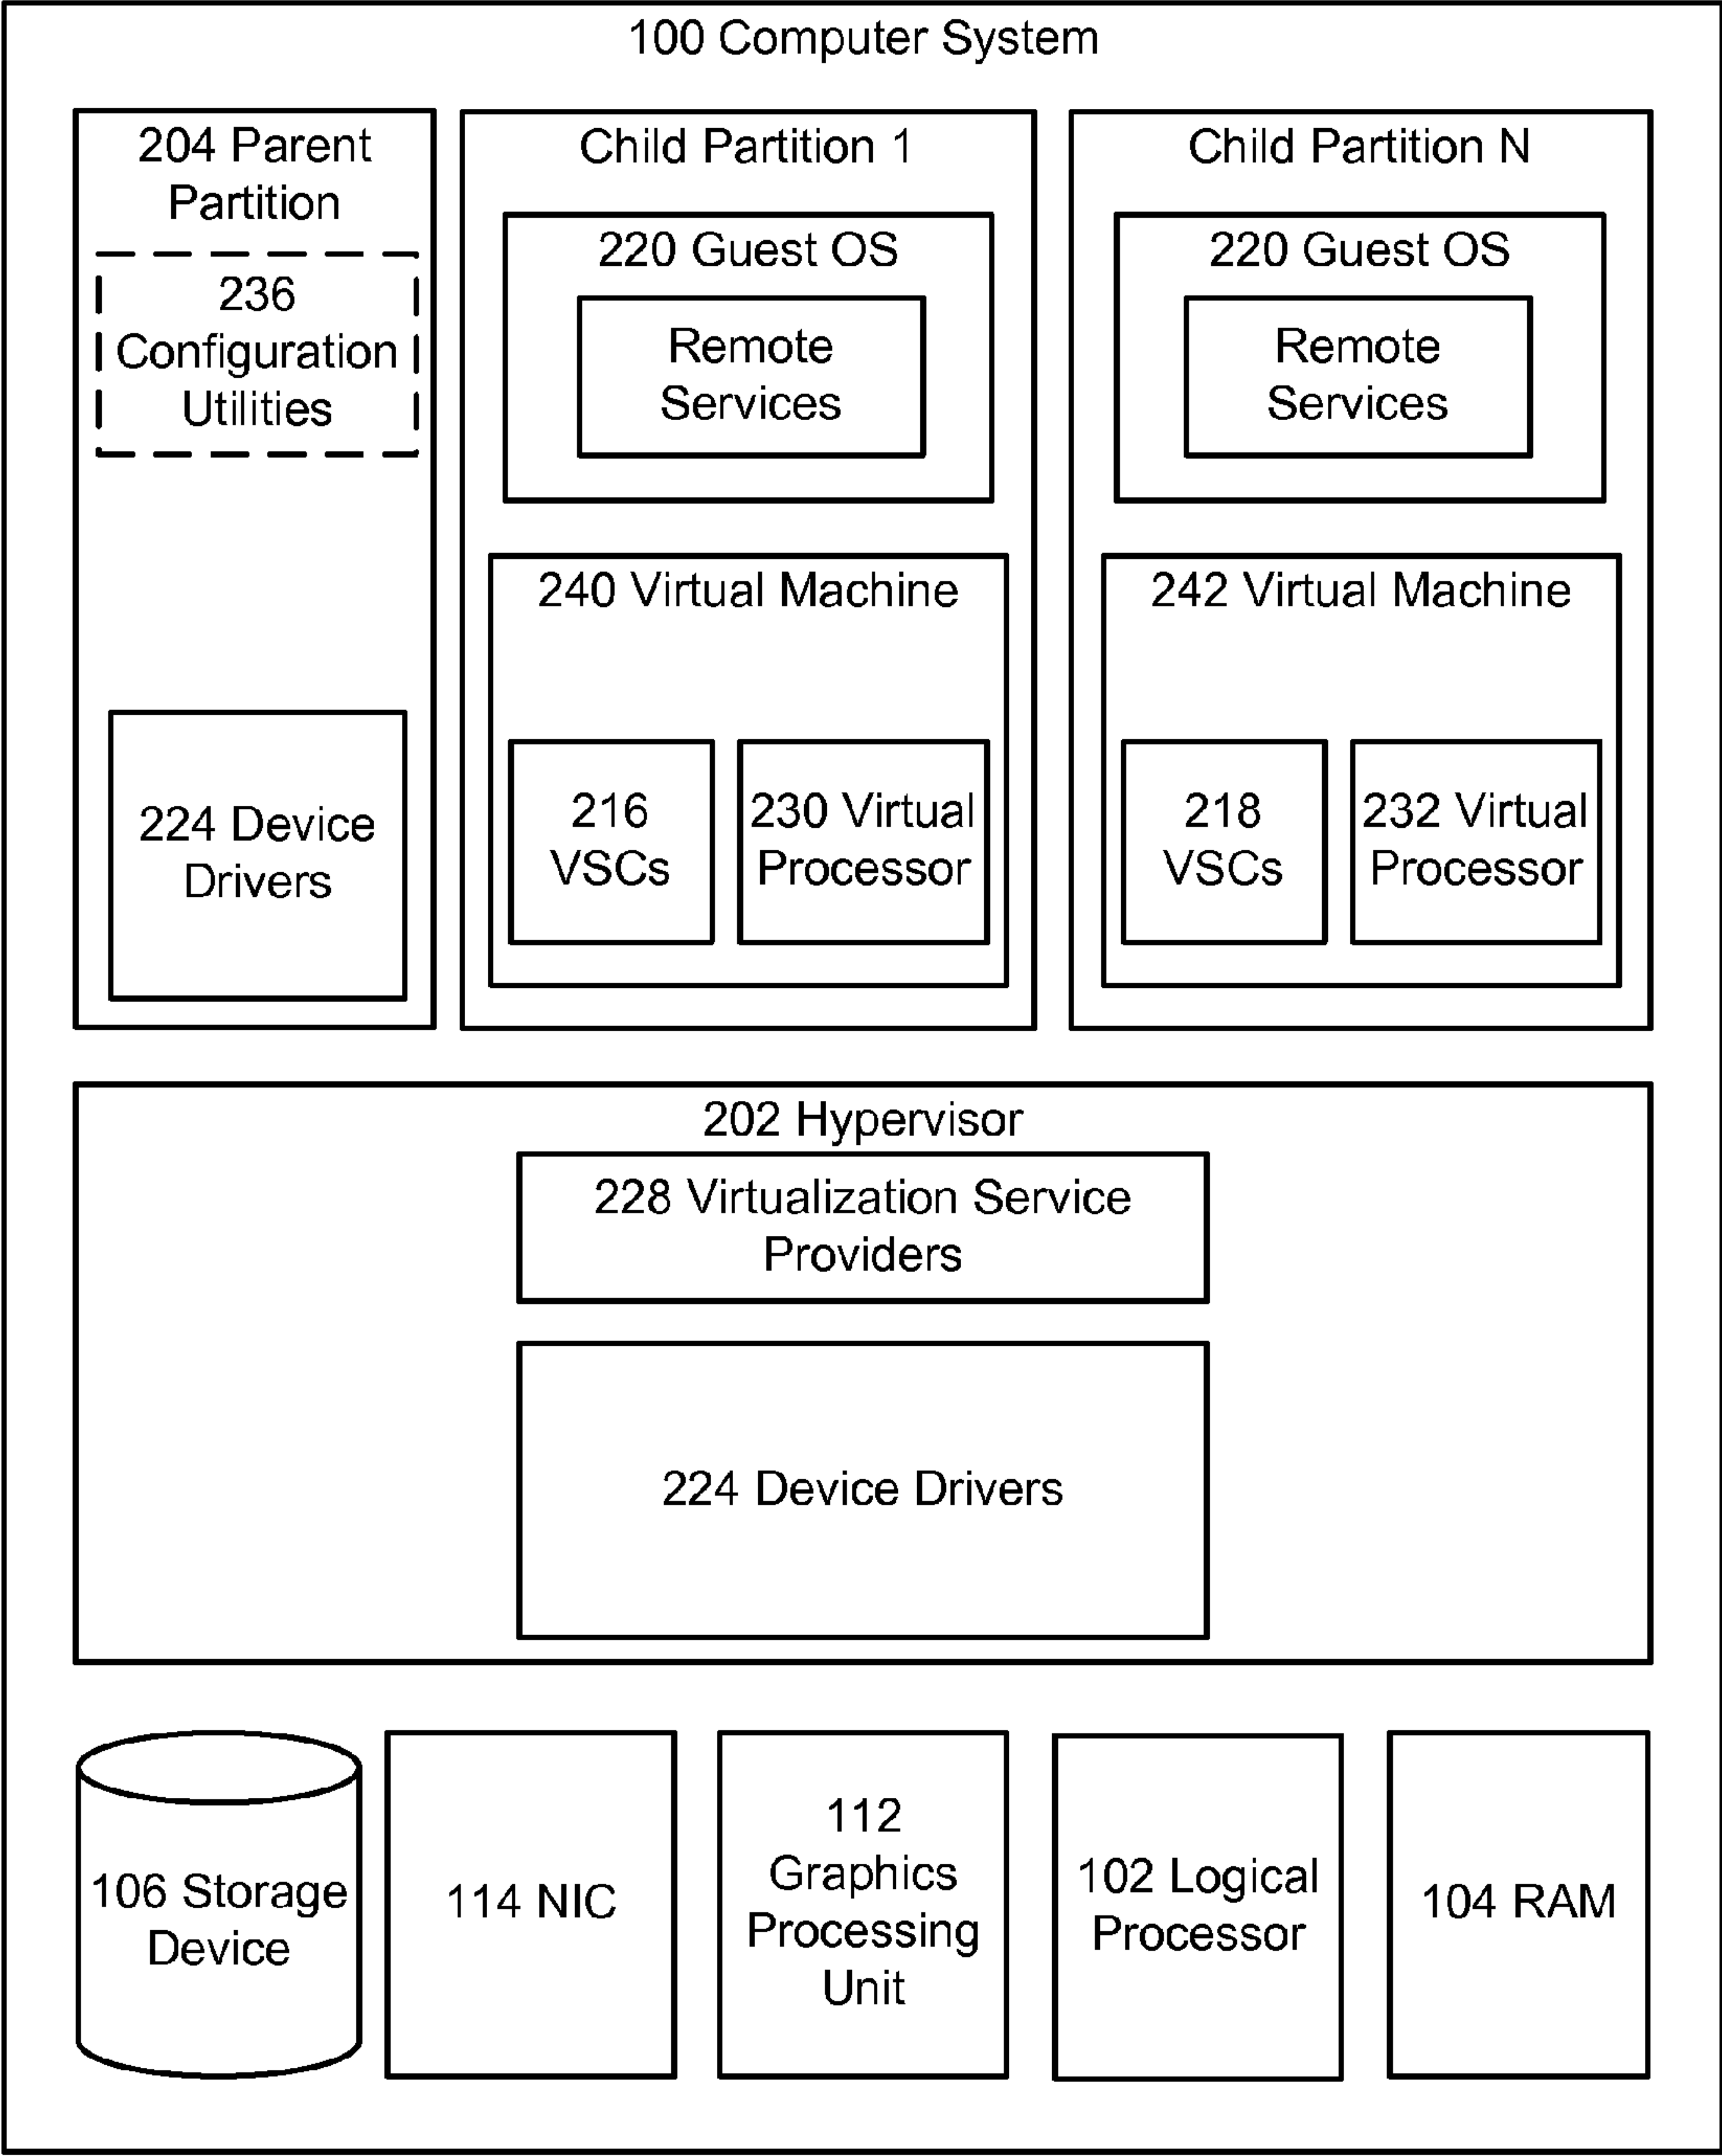 100 Computer System
204 Parent
Partition
236
Configuration
Utilities
224 Device
Drivers
Child Partition 1
220 Guest OS
Remote
Services
240 Virtual Machine
216
VSCs
230 Virtual
Processor
Child Partition N
220 Guest OS
Remote
Services
242 Virtual Machine
218
VSCs
232 Virtual
Processor
202 Hypervisor
228 Virtualization Service
Providers
224 Device Drivers
106 Storage
Device
114 NIC
112
Graphics
Processing
Unit
102 Logical
Processor
104 RAM